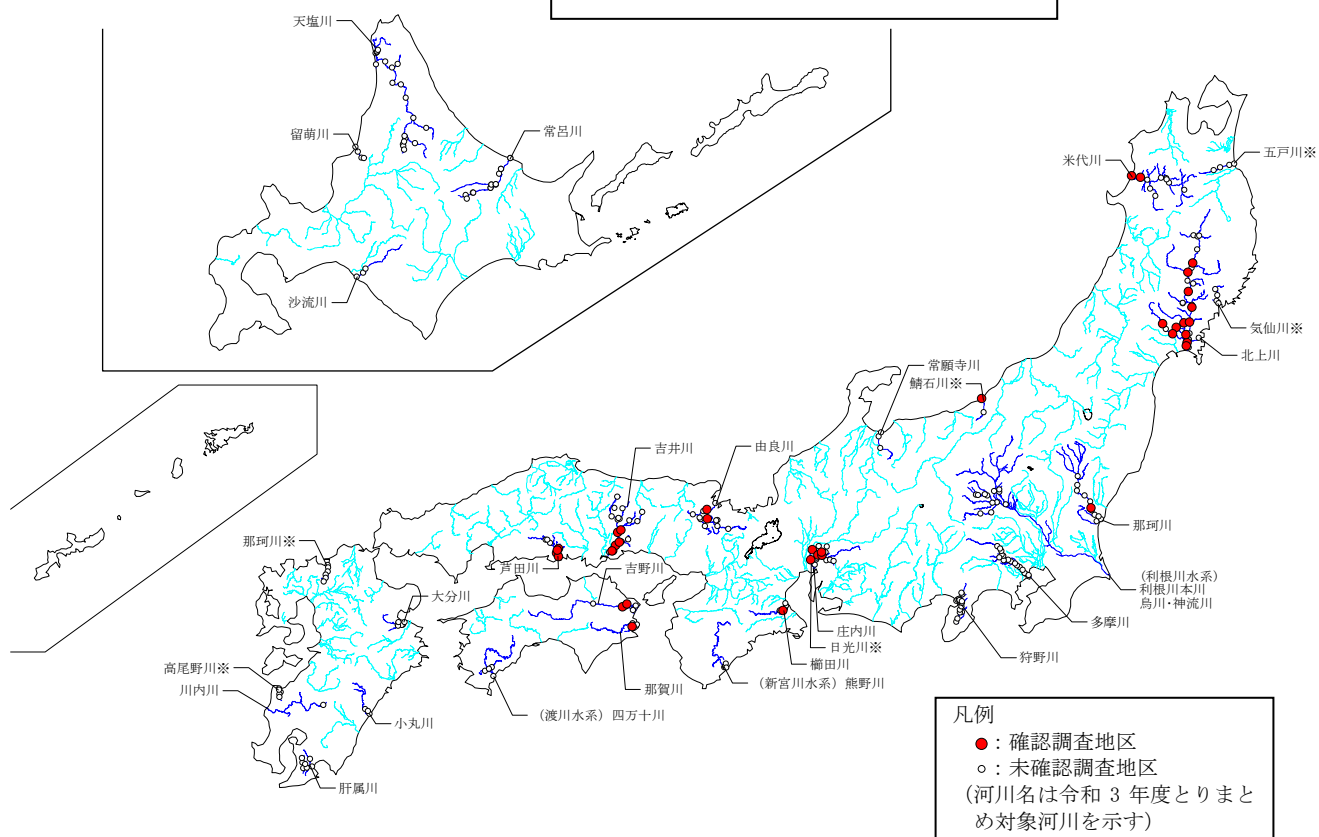 天塩川
留萌川
常呂川
沙流川
米代川
五戸川※
気仙川※
北上川
常願寺川
鯖石川※
吉井川
由良川
那珂川
那珂川※
芦田川
吉野川
大分川
(利根川水系)
利根川本川
烏川・神流川
多摩川
庄内川
日光川※
狩野川
櫛田川
高尾野川※
川内川
那賀川
(新宮川水系) 熊野川
小丸川
(渡川水系) 四万十川
肝属川
凡例
：確認調査地区
：未確認調査地区
(河川名は令和 3 年度とりまと
め対象河川を示す)